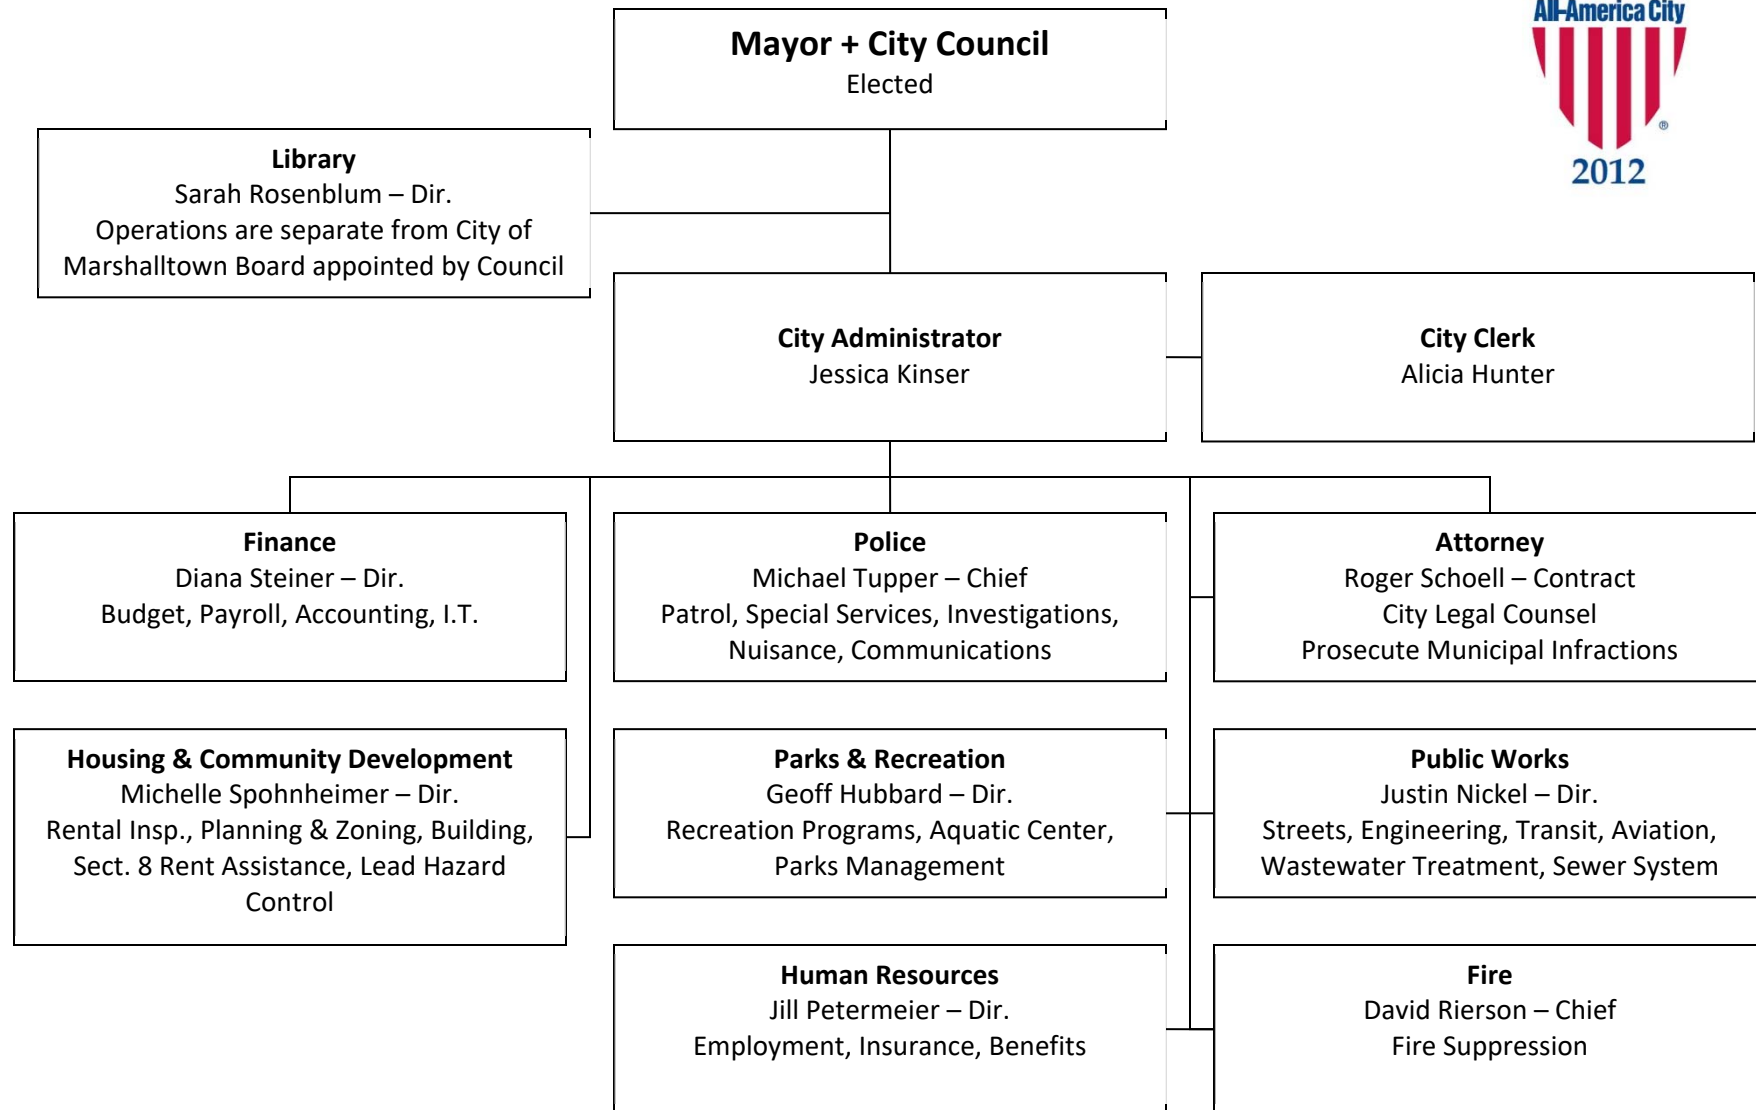 All-America City
®
2012
Mayor + City Council
Elected
Library
Sarah Rosenblum – Dir.
Operations are separate from City of
Marshalltown Board appointed by Council
City Administrator
Jessica Kinser
City Clerk
Alicia Hunter
Finance
Diana Steiner – Dir.
Budget, Payroll, Accounting, I.T.
Police
Michael Tupper – Chief
Patrol, Special Services, Investigations,
Nuisance, Communications
Attorney
Roger Schoell – Contract
City Legal Counsel
Prosecute Municipal Infractions
Housing & Community Development
Michelle Spohnheimer – Dir.
Rental Insp., Planning & Zoning, Building,
Sect. 8 Rent Assistance, Lead Hazard
Control
Parks & Recreation
Geoff Hubbard – Dir.
Recreation Programs, Aquatic Center,
Parks Management
Public Works
Justin Nickel – Dir.
Streets, Engineering, Transit, Aviation,
Wastewater Treatment, Sewer System
Human Resources
Jill Petermeier – Dir.
Employment, Insurance, Benefits
Fire
David Rierson – Chief
Fire Suppression